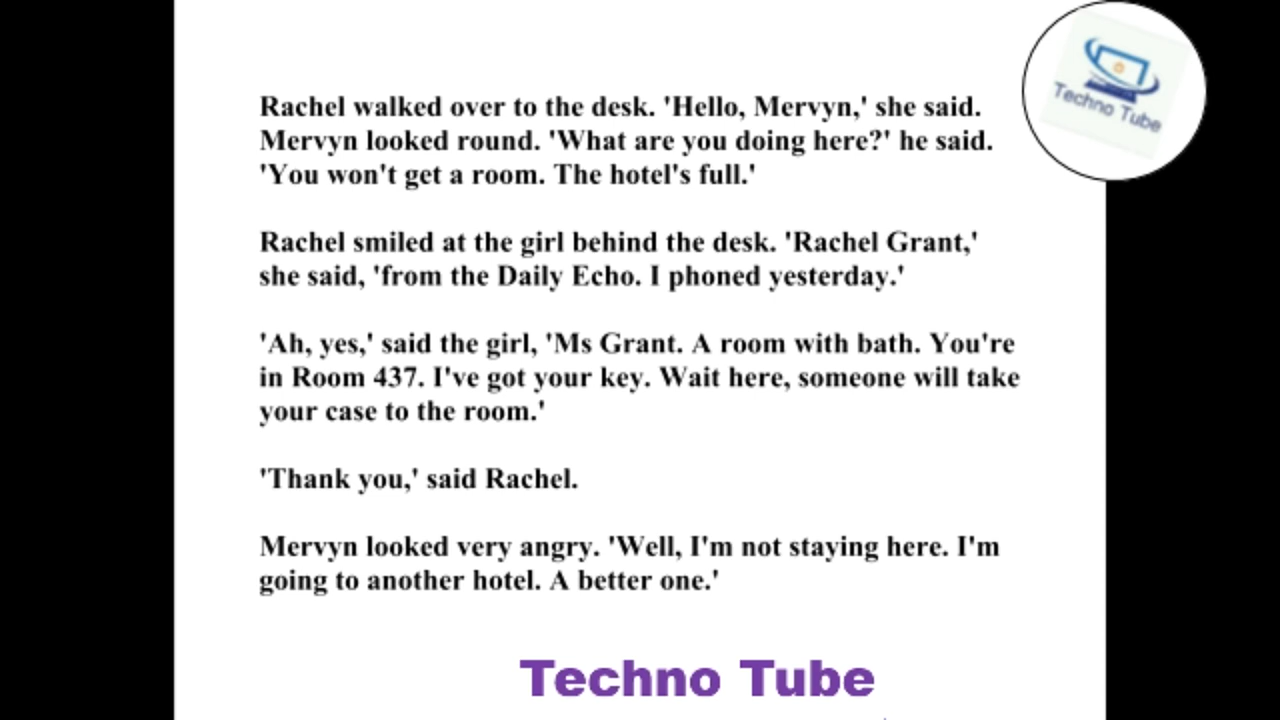 Techno Tube
Rachel walked over to the desk. 'Hello, Mervyn,' she said.
Mervyn looked round. 'What are you doing here?' he said.
'You won't get a room. The hotel's full.'
Rachel smiled at the girl behind the desk. 'Rachel Grant,'
she said, 'from the Daily Echo. I phoned yesterday.'
'Ah, yes,' said the girl, 'Ms Grant. A room with bath. You're
in Room 437. I've got your key. Wait here, someone will take
your case to the room.'
'Thank you,' said Rachel.
Mervyn looked very angry. 'Well, I'm not staying here. I'm
going to another hotel. A better one.'
Techno Tube